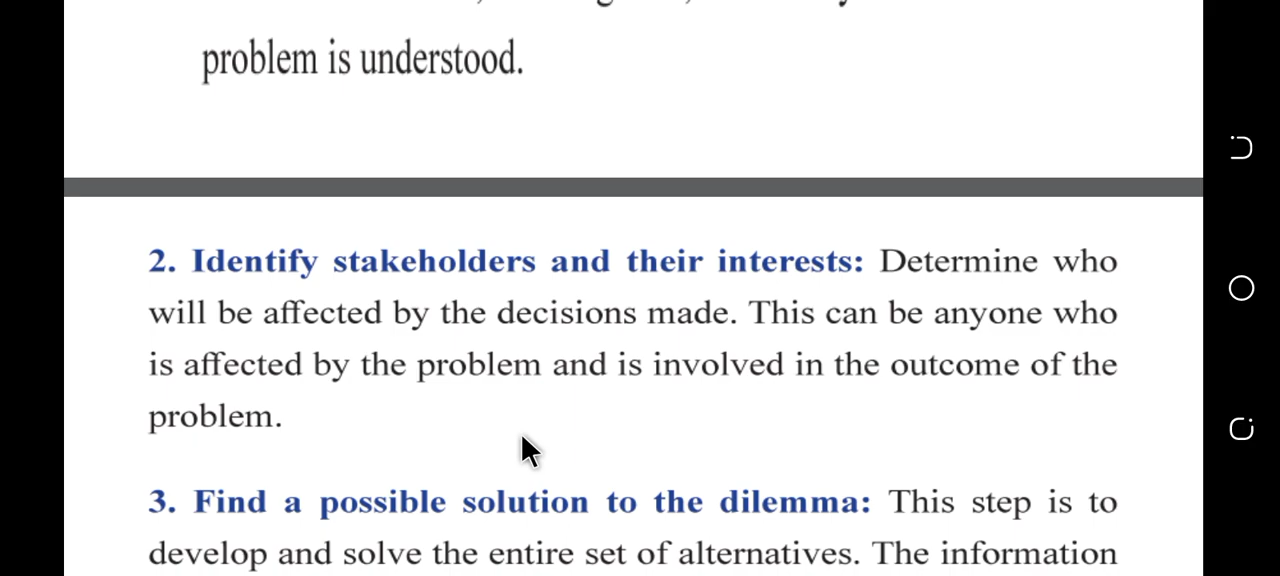 problem is understood.
2. Identify stakeholders and their interests: Determine who
will be affected by the decisions made. This can be anyone who
is affected by the problem and is involved in the outcome of the
problem.
3. Find a possible solution to the dilemma: This step is to
develop and solve the entire set of alternatives. The information